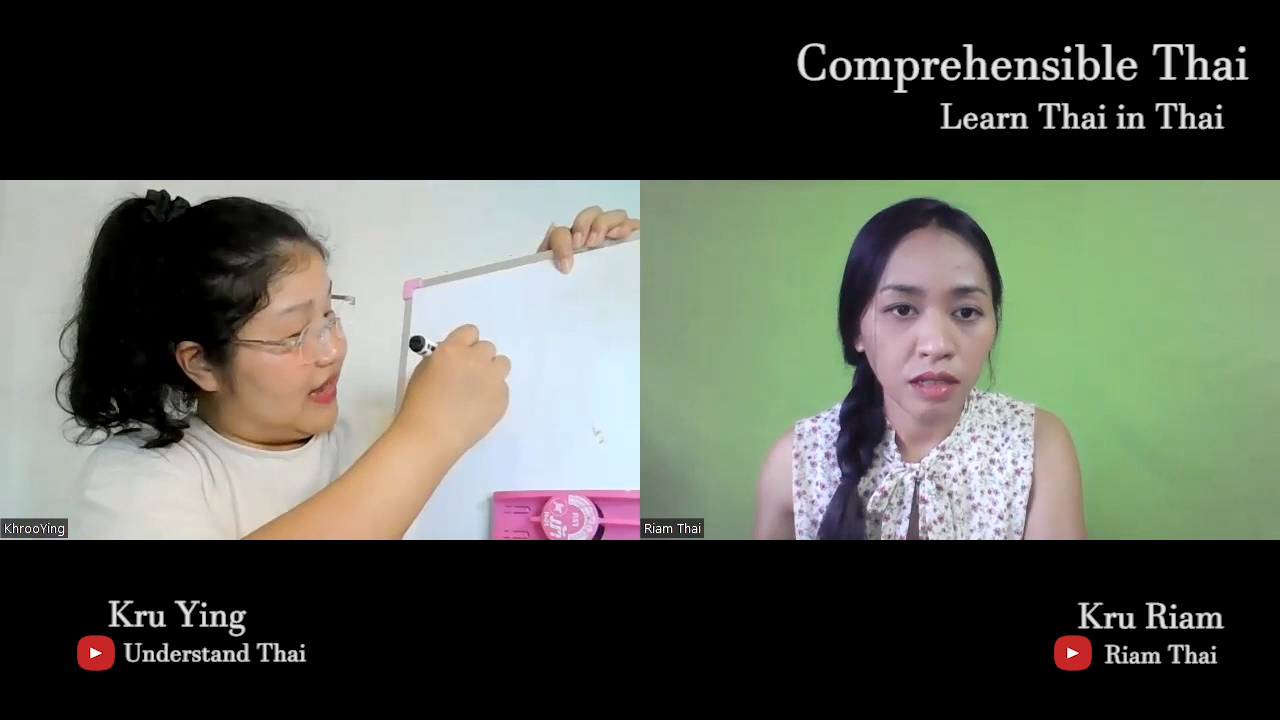 Comprehensible Thai
Learn Thai in Thai
KhrooYing
Riam Thai
Kru Ying
Understand Thai
Kru Riam
Riam Thai